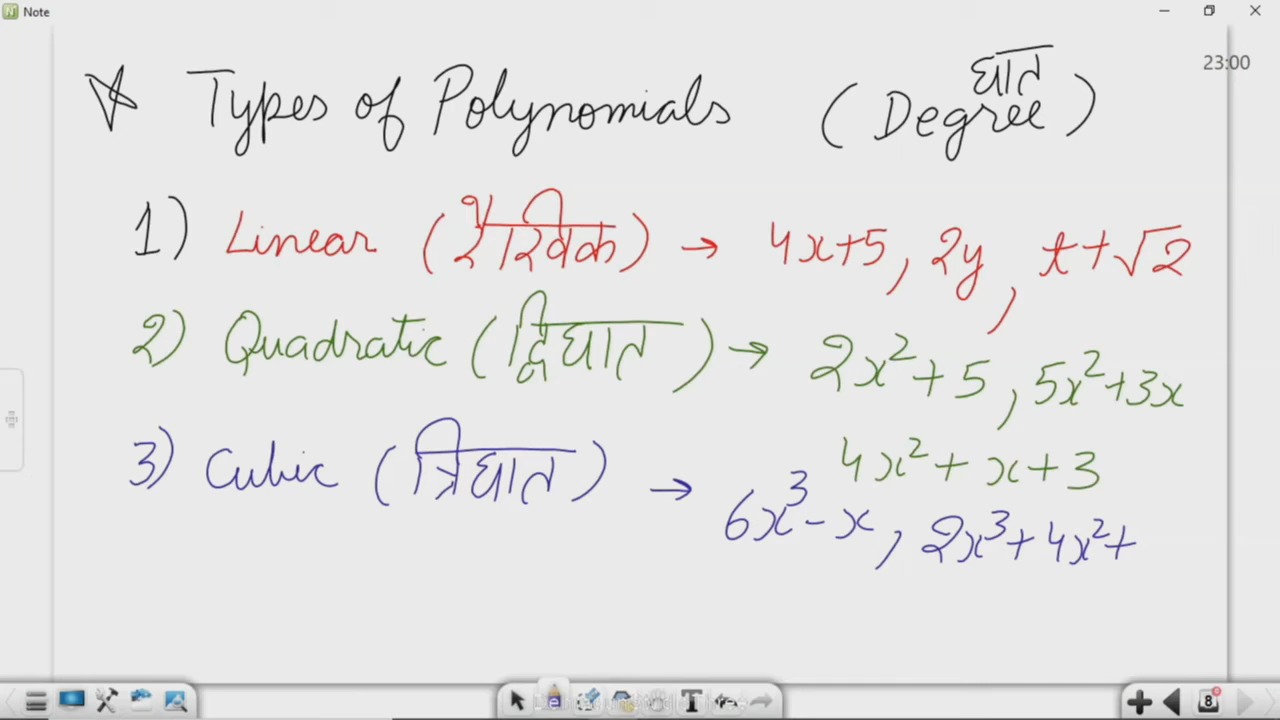 Note
23:00
घात
☆ Types of Polynomials (Degree)
1) Linear (रैखिक) → 4x+5, 2y, t+√2
2) Quadratic (द्विघात) → 2x²+5, 5x²+3x
4x²+x+3
3) Cubic (त्रिघात) → 6x³-x, 2x³+4x²+
T
8